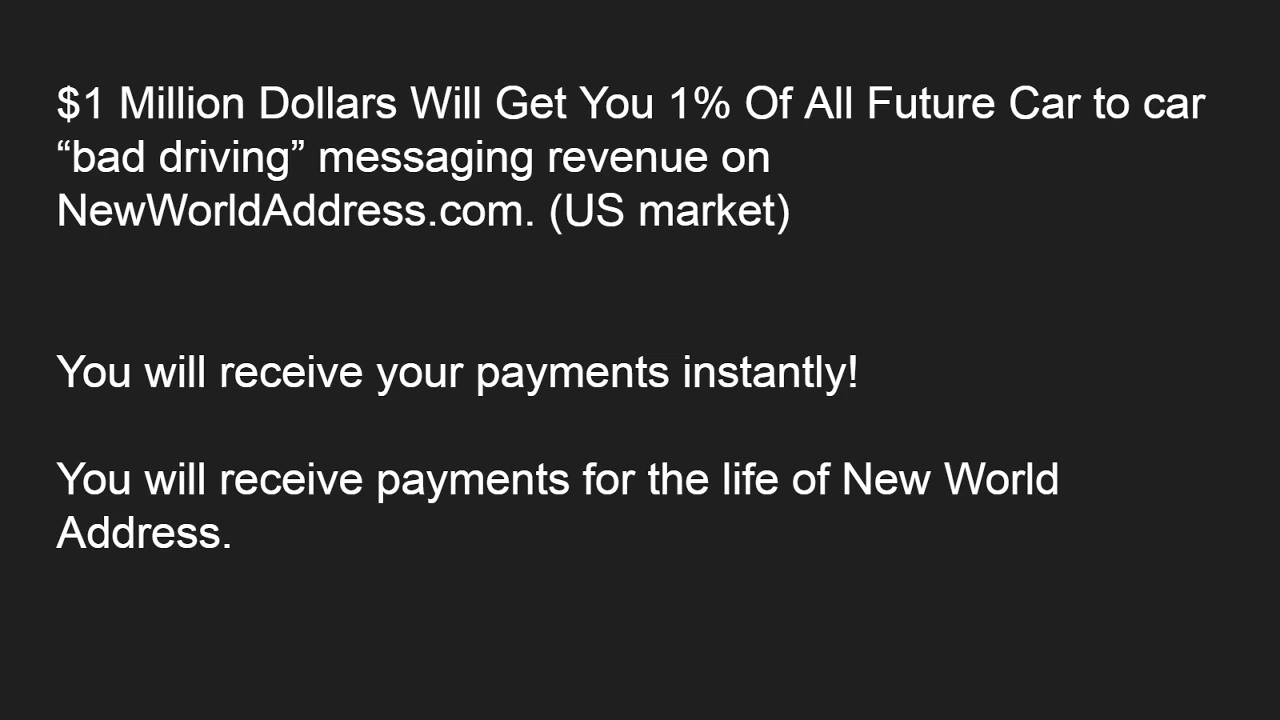 $1 Million Dollars Will Get You 1% Of All Future Car to car
“bad driving” messaging revenue on
NewWorldAddress.com. (US market)
You will receive your payments instantly!
You will receive payments for the life of New World
Address.